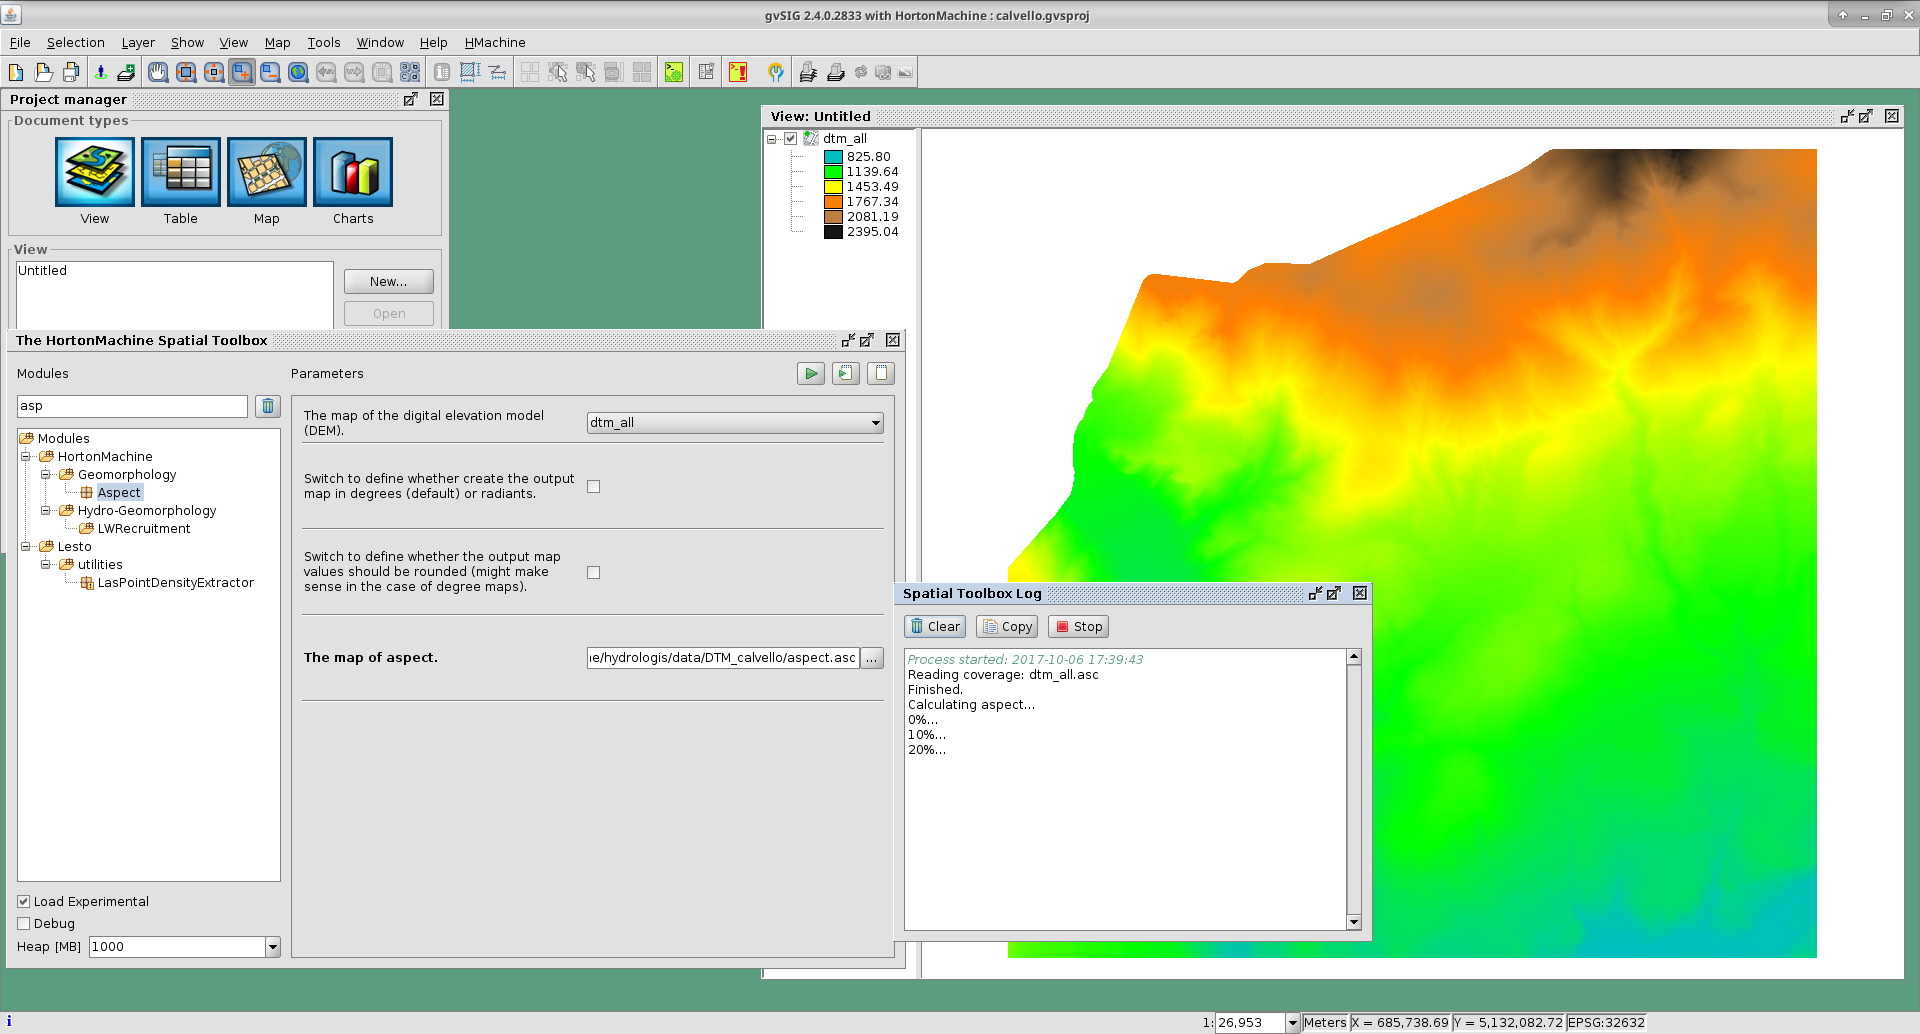 gvSIG 2.4.0.2833 with HortonMachine : calvello.gvsproj
File Selection Layer Show View Map Tools Window Help HMachine
Project manager
Document types
View Table Map Charts
View
Untitled
New...
Open
View: Untitled
dtm_all
825.80
1139.64
1453.49
1767.34
2081.19
2395.04
The HortonMachine Spatial Toolbox
Modules
asp
Modules
HortonMachine
Geomorphology
Aspect
Hydro-Geomorphology
LWRecruitment
Lesto
utilities
LasPointDensityExtractor
Load Experimental
Debug
Heap [MB] 1000
Parameters
The map of the digital elevation model
(DEM).
dtm_all
Switch to define whether create the output
map in degrees (default) or radiants.
Switch to define whether the output map
values should be rounded (might make
sense in the case of degree maps).
The map of aspect.
e/hydrologis/data/DTM_calvello/aspect.asc ...
Spatial Toolbox Log
Clear Copy Stop
Process started: 2017-10-06 17:39:43
Reading coverage: dtm_all.asc
Finished.
Calculating aspect...
0%...
10%...
20%...
1: 26,953 Meters X = 685,738.69 Y = 5,132,082.72 EPSG:32632